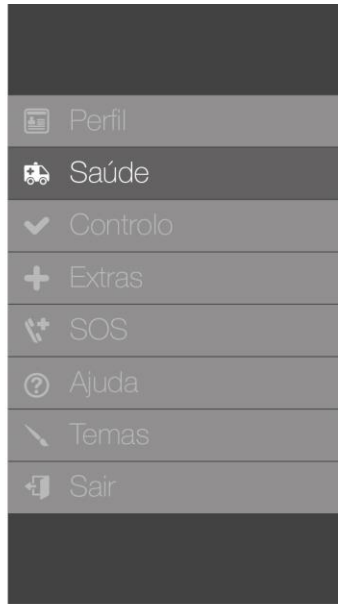 Perfil
Saúde
Controlo
Extras
SOS
Ajuda
Temas
Sair